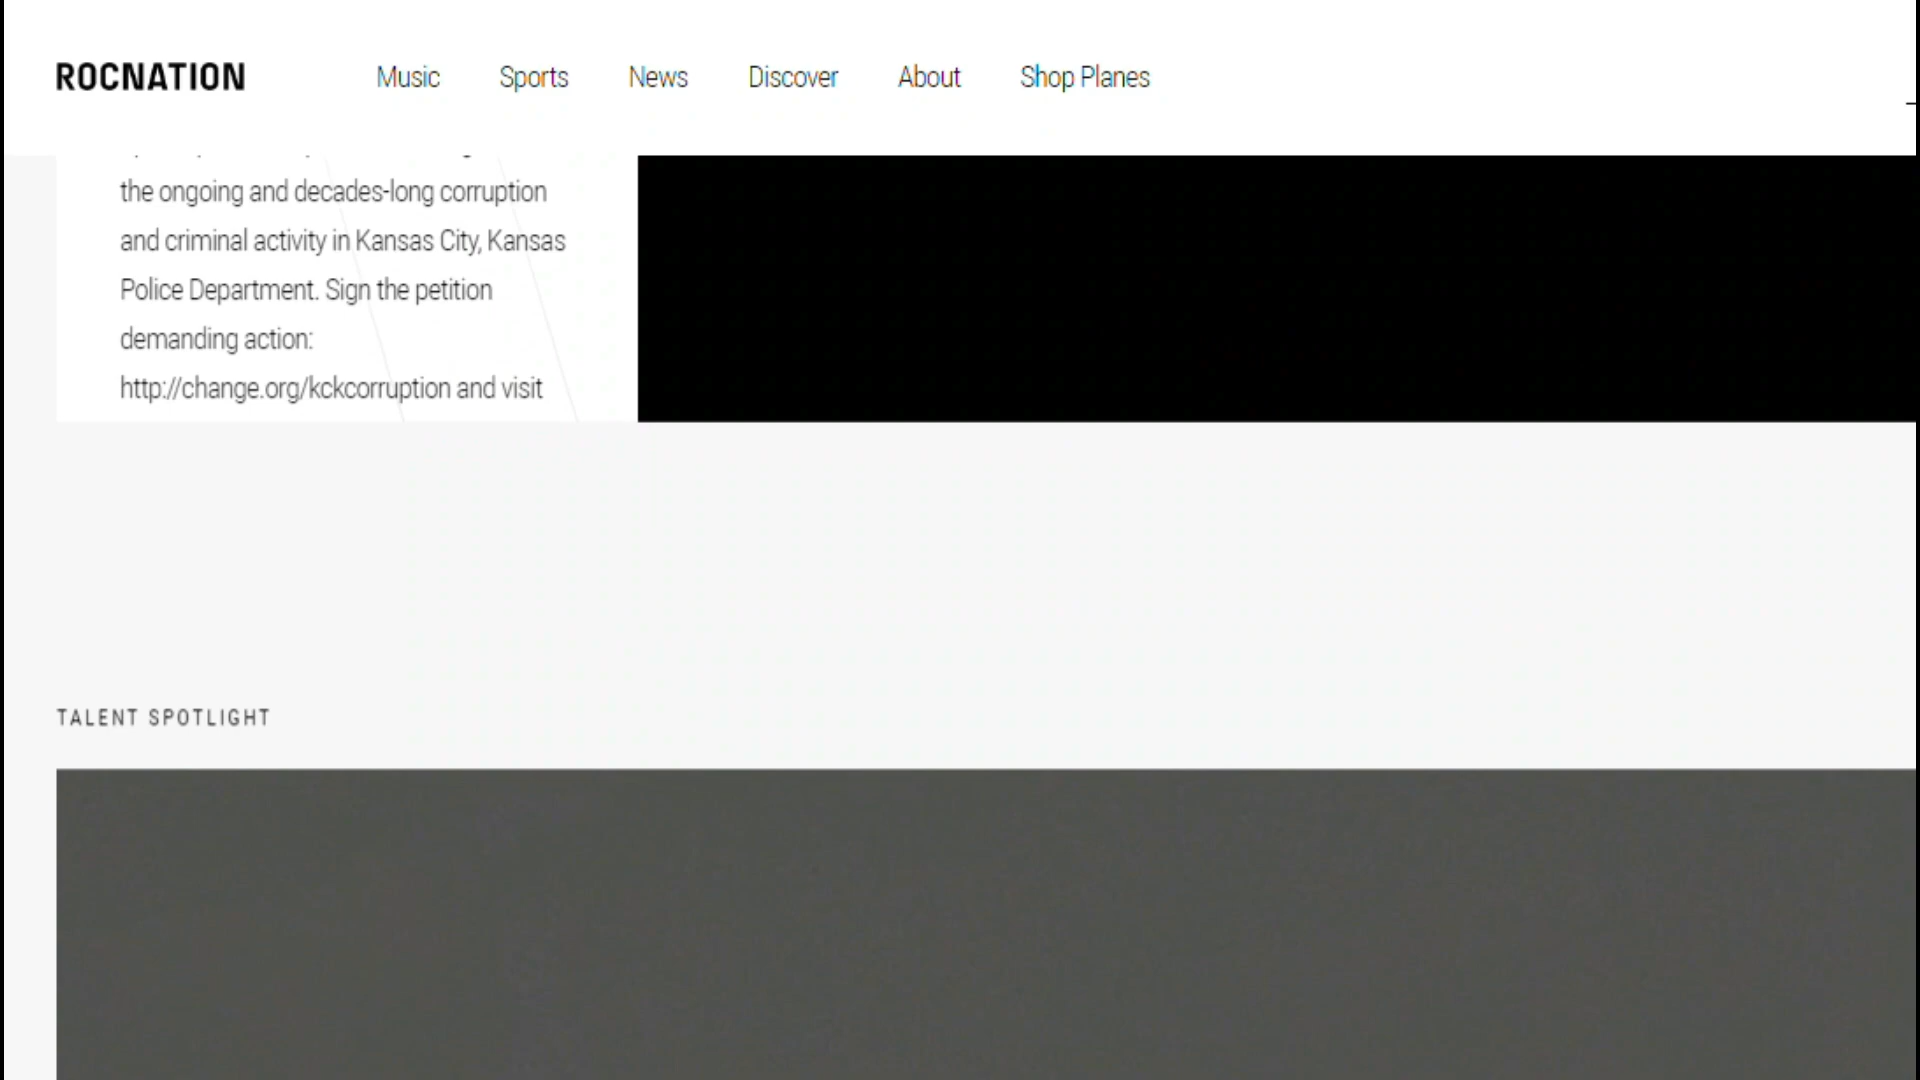 ROCNATION
Music
Sports
News
Discover
About
Shop Planes
the ongoing and decades-long corruption
and criminal activity in Kansas City, Kansas
Police Department. Sign the petition
demanding action:
http://change.org/kckcorruption and visit
TALENT SPOTLIGHT